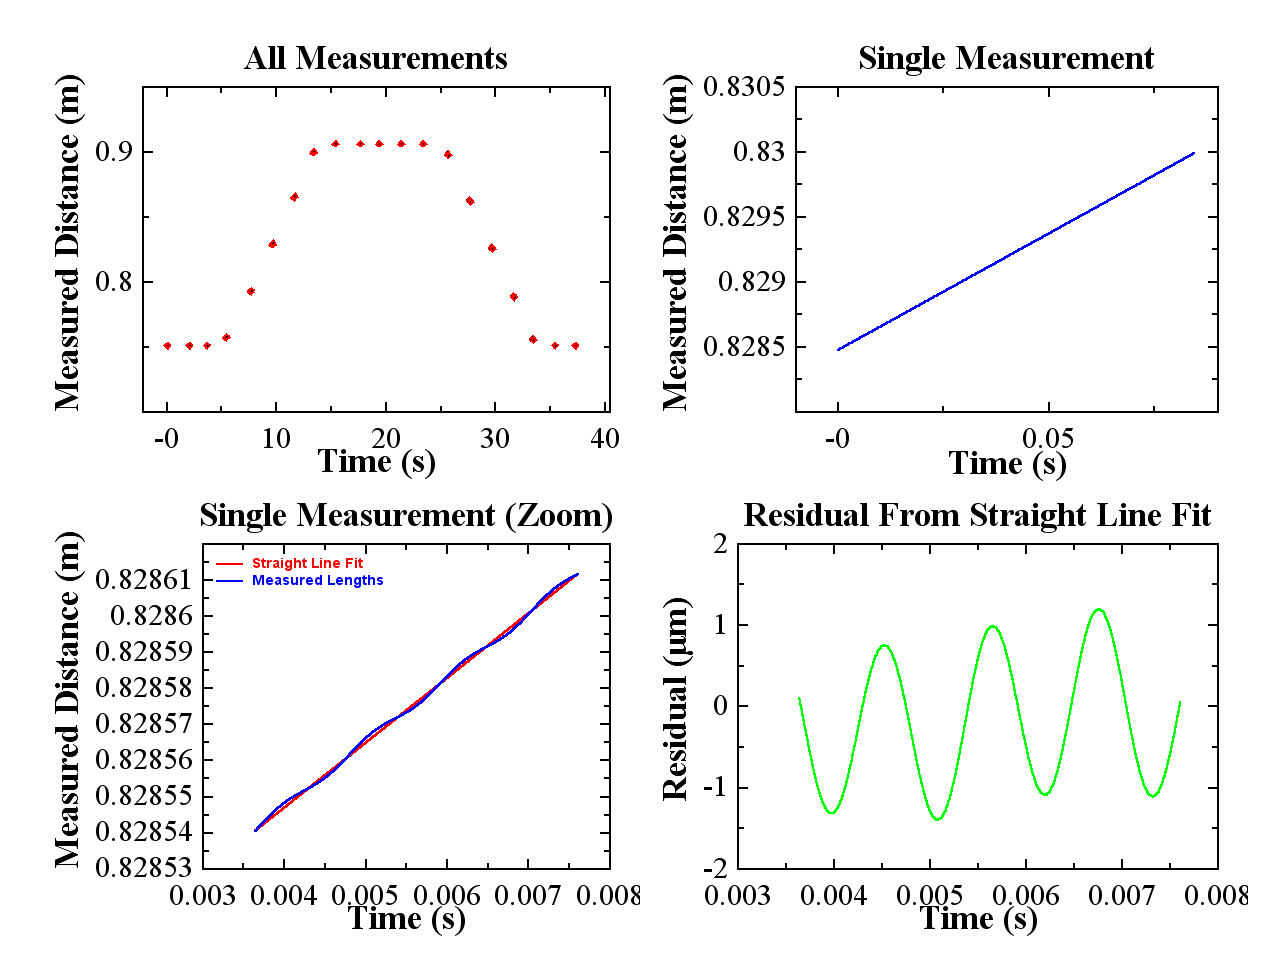 All Measurements
Measured Distance (m)
0.9
0.8
-0
10
20
30
40
Time (s)
Single Measurement
Measured Distance (m)
0.8305
0.83
0.8295
0.829
0.8285
-0
0.05
Time (s)
Single Measurement (Zoom)
Measured Distance (m)
Straight Line Fit
Measured Lengths
0.82861
0.8286
0.82859
0.82858
0.82857
0.82856
0.82855
0.82854
0.82853
0.003
0.004
0.005
0.006
0.007
0.008
Time (s)
Residual From Straight Line Fit
Residual (μm)
2
1
0
-1
-2
0.003
0.004
0.005
0.006
0.007
0.008
Time (s)